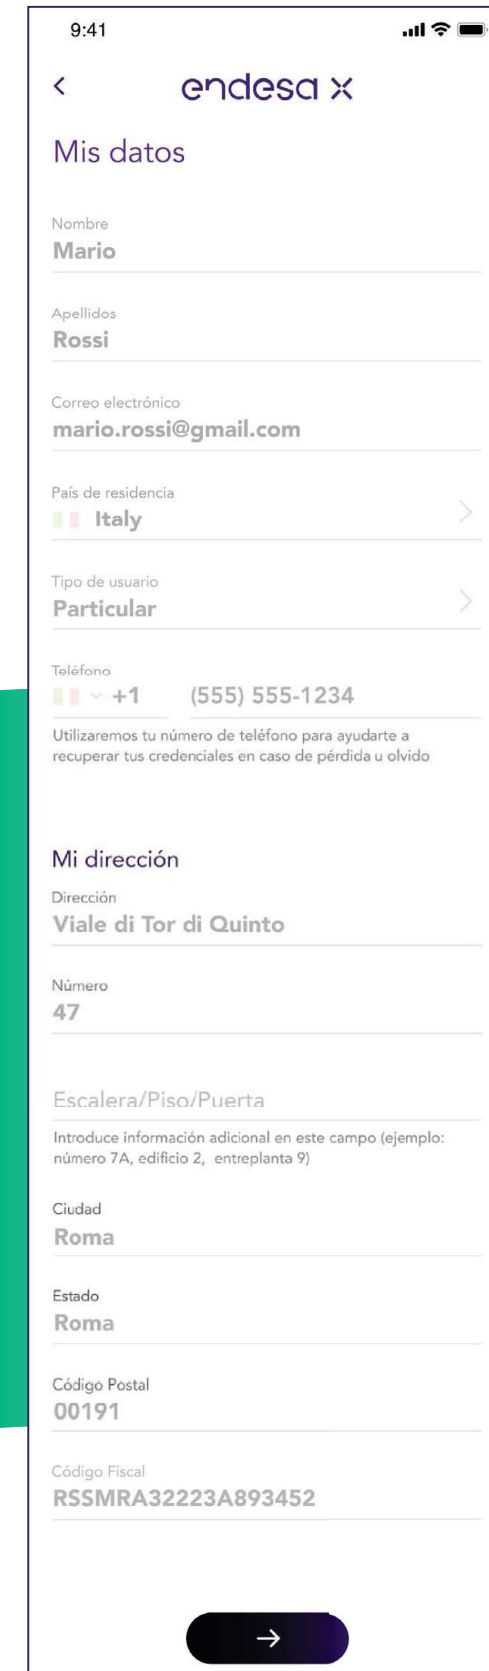 9:41
endesa x
Mis datos
Nombre
Mario
Apellidos
Rossi
Correo electrónico
mario.rossi@gmail.com
País de residencia
Italy
Tipo de usuario
Particular
Teléfono
+1 (555) 555-1234
Utilizaremos tu número de teléfono para ayudarte a
recuperar tus credenciales en caso de pérdida u olvido
Mi dirección
Dirección
Viale di Tor di Quinto
Número
47
Escalera/Piso/Puerta
Introduce información adicional en este campo (ejemplo:
número 7A, edificio 2, entreplanta 9)
Ciudad
Roma
Estado
Roma
Código Postal
00191
Código Fiscal
RSSMRA32223A893452